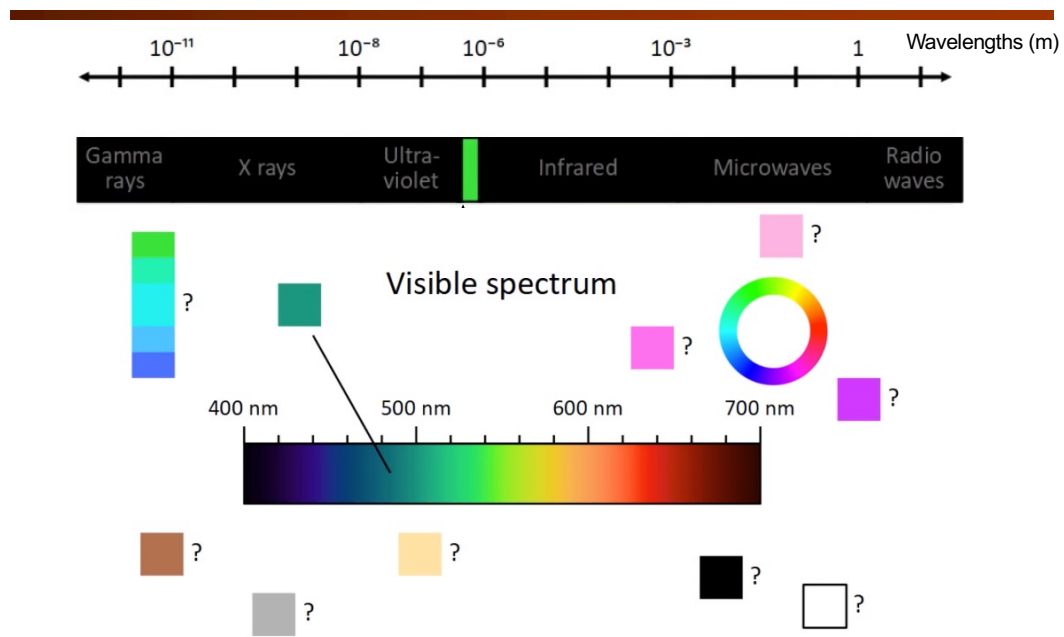 10⁻¹¹ 10⁻⁸ 10⁻⁶ 10⁻³ 1 Wavelengths (m)
Gamma
rays
X rays
Ultra-
violet
Infrared
Microwaves
Radio
waves
?
?
Visible spectrum
?
?
400 nm 500 nm 600 nm 700 nm
?
?
?
?
?